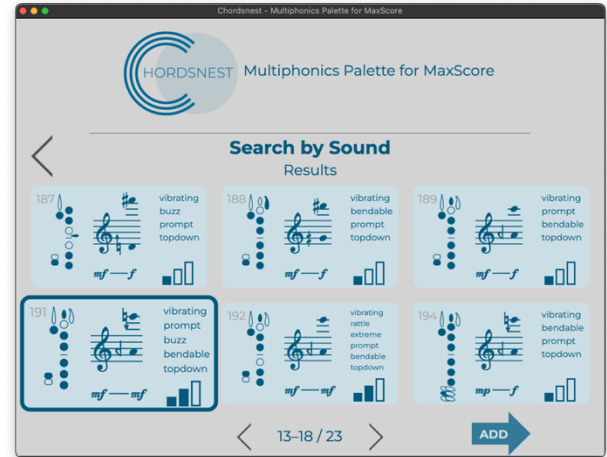 Chordsnest - Multiphonics Palette for MaxScore
CHORDSNEST Multiphonics Palette for MaxScore
Search by Sound
Results
187
vibrating
buzz
prompt
topdown
mf — f
188
vibrating
bendable
prompt
topdown
mf — f
189
vibrating
prompt
bendable
topdown
mf — f
191
vibrating
prompt
buzz
bendable
topdown
mf — mf
192
vibrating
rattle
extreme
prompt
bendable
topdown
mf — mf
194
vibrating
bendable
prompt
topdown
mp — f
13–18 / 23
ADD